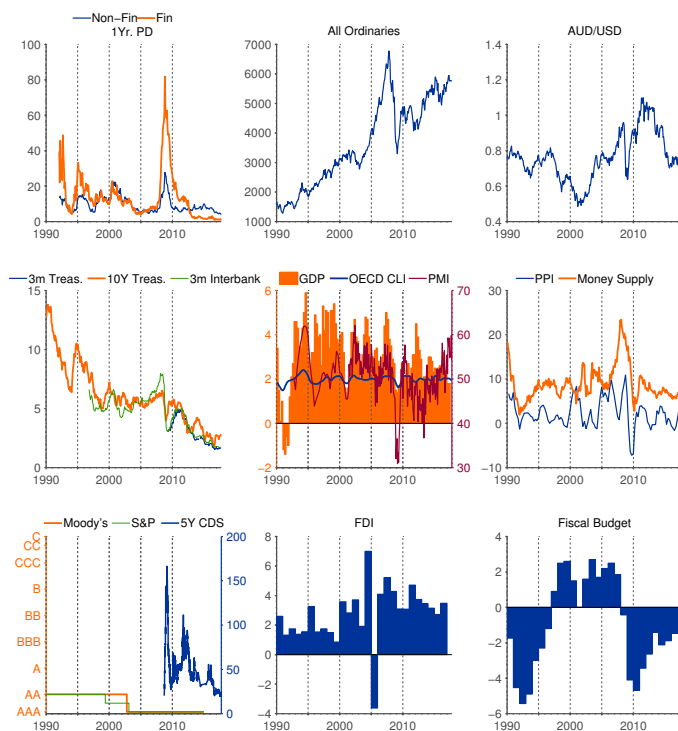 Non−Fin Fin
1Yr. PD
100
80
60
40
20
0
1990 2000 2010
All Ordinaries
7000
6000
5000
4000
3000
2000
1000
1990 2000 2010
AUD/USD
1.4
1.2
1
0.8
0.6
0.4
1990 2000 2010
3m Treas. 10Y Treas. 3m Interbank
15
10
5
0
1990 2000 2010
GDP OECD CLI PMI
6 70
4 60
2 50
0 40
−2 30
1990 2000 2010
PPI Money Supply
30
20
10
0
−10
1990 2000 2010
Moody's S&P 5Y CDS
C 200
CC
CCC
150
B
BB 100
BBB
A 50
AA
AAA 0
1990 2000 2010
FDI
8
6
4
2
0
−2
−4
1990 2000 2010
Fiscal Budget
4
2
0
−2
−4
−6
1990 2000 2010